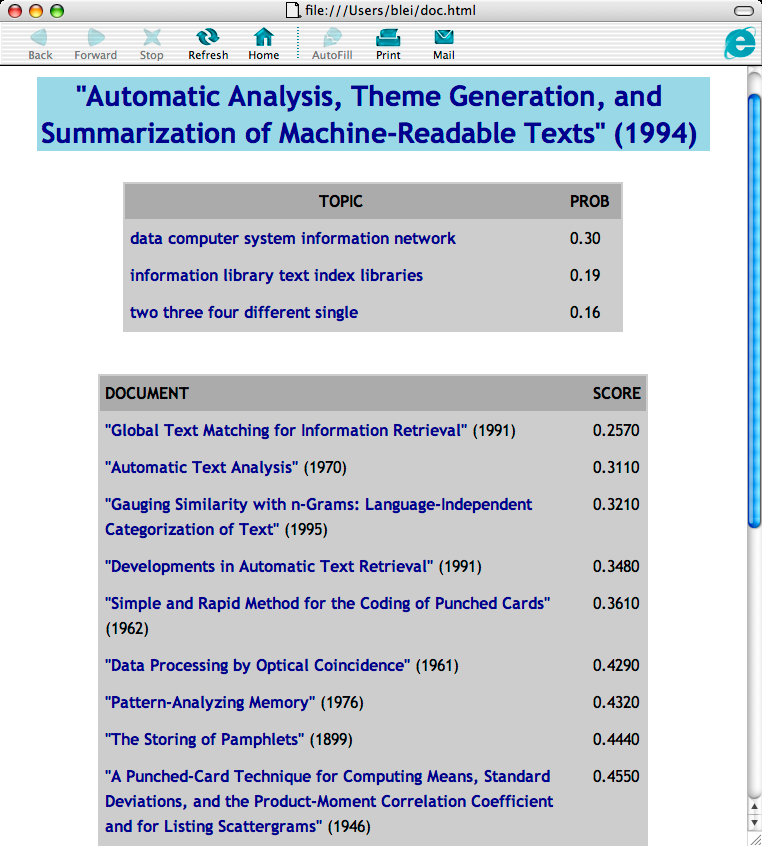 file:///Users/blei/doc.html
Back Forward Stop Refresh Home AutoFill Print Mail
"Automatic Analysis, Theme Generation, and
Summarization of Machine-Readable Texts" (1994)
TOPIC PROB
data computer system information network 0.30
information library text index libraries 0.19
two three four different single 0.16
DOCUMENT SCORE
"Global Text Matching for Information Retrieval" (1991) 0.2570
"Automatic Text Analysis" (1970) 0.3110
"Gauging Similarity with n-Grams: Language-Independent 0.3210
Categorization of Text" (1995)
"Developments in Automatic Text Retrieval" (1991) 0.3480
"Simple and Rapid Method for the Coding of Punched Cards" 0.3610
(1962)
"Data Processing by Optical Coincidence" (1961) 0.4290
"Pattern-Analyzing Memory" (1976) 0.4320
"The Storing of Pamphlets" (1899) 0.4440
"A Punched-Card Technique for Computing Means, Standard 0.4550
Deviations, and the Product-Moment Correlation Coefficient
and for Listing Scattergrams" (1946)